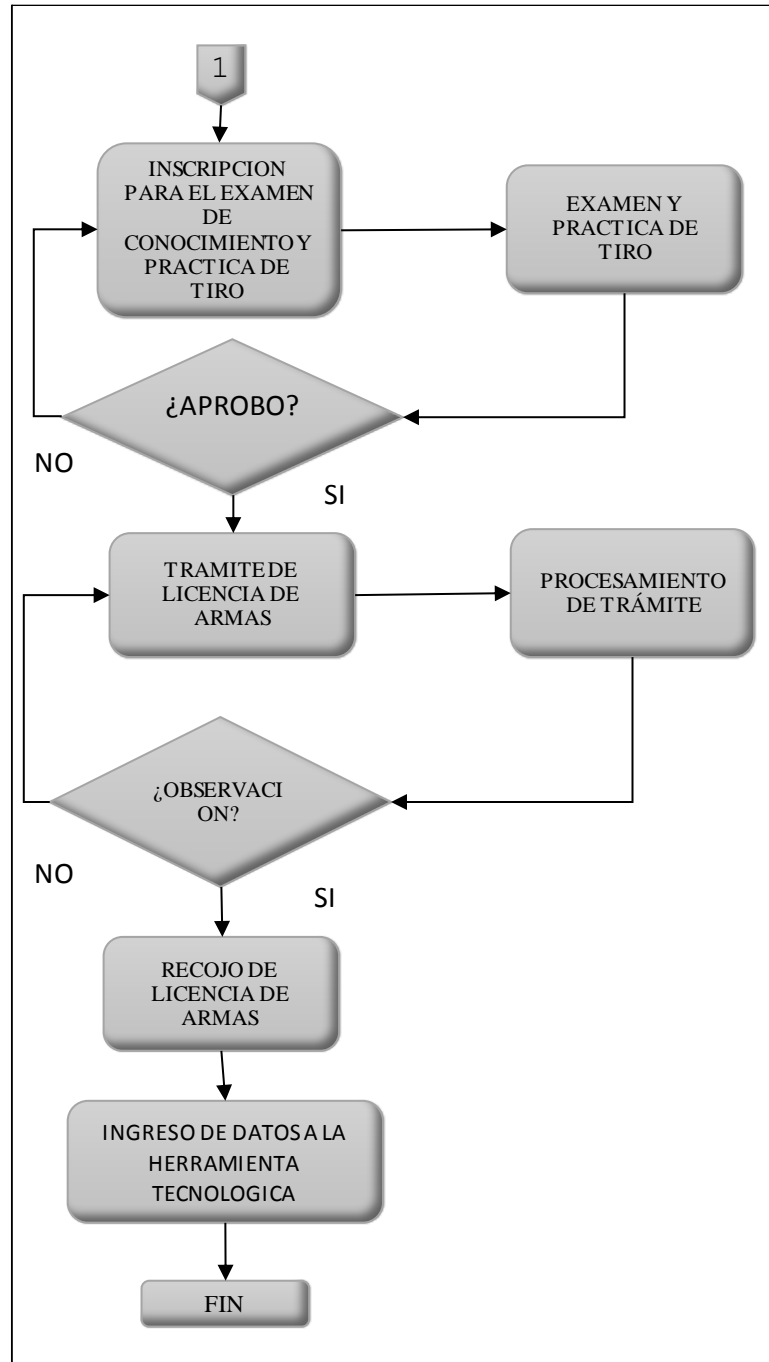 1
INSCRIPCION
PARA EL EXAMEN
DE
CONOCIMIENTO Y
PRACTICA DE
TIRO
EXAMEN Y
PRACTICA DE
TIRO
¿APROBO?
NO
SI
TRAMITE DE
LICENCIA DE
ARMAS
PROCESAMIENTO
DE TRÁMITE
¿OBSERVACI
ON?
NO
SI
RECOJO DE
LICENCIA DE
ARMAS
INGRESO DE DATOS A LA
HERRAMIENTA
TECNOLOGICA
FIN